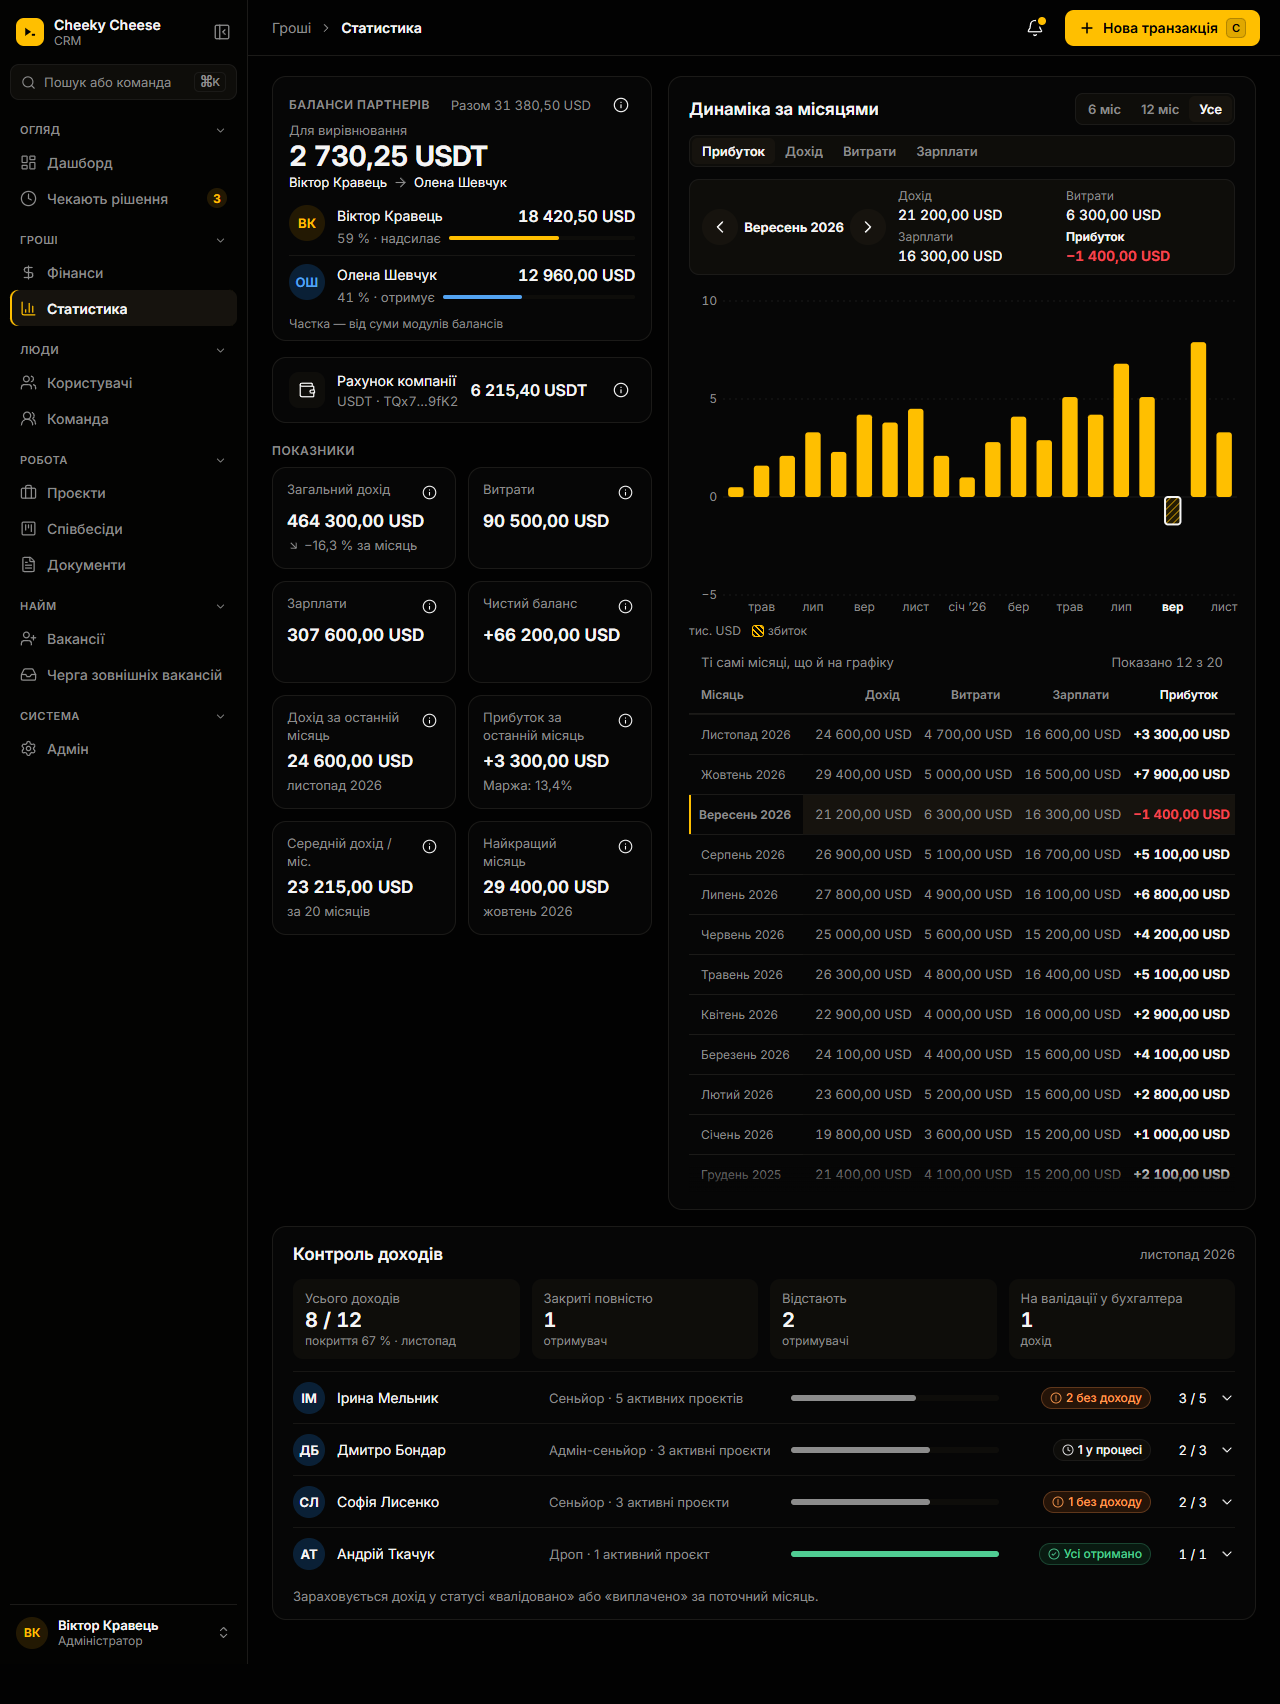 Cheeky Cheese
CRM
Пошук або команда ⌘K
ОГЛЯД
Дашборд
Чекають рішення 3
ГРОШІ
Фінанси
Статистика
ЛЮДИ
Користувачі
Команда
РОБОТА
Проєкти
Співбесіди
Документи
НАЙМ
Вакансії
Черга зовнішніх вакансій
СИСТЕМА
Адмін
ВК Віктор Кравець
Адміністратор
Гроші > Статистика
+ Нова транзакція C
БАЛАНСИ ПАРТНЕРІВ Разом 31 380,50 USD
Для вирівнювання
2 730,25 USDT
Віктор Кравець → Олена Шевчук
ВК Віктор Кравець 18 420,50 USD
59 % · надсилає
ОШ Олена Шевчук 12 960,00 USD
41 % · отримує
Частка — від суми модулів балансів
Рахунок компанії 6 215,40 USDT
USDT · TQx7...9fK2
ПОКАЗНИКИ
Загальний дохід
464 300,00 USD
↘ −16,3 % за місяць
Витрати
90 500,00 USD
Зарплати
307 600,00 USD
Чистий баланс
+66 200,00 USD
Дохід за останній місяць
24 600,00 USD
листопад 2026
Прибуток за останній місяць
+3 300,00 USD
Маржа: 13,4%
Середній дохід / міс.
23 215,00 USD
за 20 місяців
Найкращий місяць
29 400,00 USD
жовтень 2026
Динаміка за місяцями 6 міс 12 міс Усе
Прибуток Дохід Витрати Зарплати
Вересень 2026
Дохід
21 200,00 USD
Витрати
6 300,00 USD
Зарплати
16 300,00 USD
Прибуток
−1 400,00 USD
10
5
0
−5
трав лип вер лист січ ’26 бер трав лип вер лист
тис. USD збиток
Ті самі місяці, що й на графіку Показано 12 з 20
Місяць Дохід Витрати Зарплати Прибуток
Листопад 2026 24 600,00 USD 4 700,00 USD 16 600,00 USD +3 300,00 USD
Жовтень 2026 29 400,00 USD 5 000,00 USD 16 500,00 USD +7 900,00 USD
Вересень 2026 21 200,00 USD 6 300,00 USD 16 300,00 USD −1 400,00 USD
Серпень 2026 26 900,00 USD 5 100,00 USD 16 700,00 USD +5 100,00 USD
Липень 2026 27 800,00 USD 4 900,00 USD 16 100,00 USD +6 800,00 USD
Червень 2026 25 000,00 USD 5 600,00 USD 15 200,00 USD +4 200,00 USD
Травень 2026 26 300,00 USD 4 800,00 USD 16 400,00 USD +5 100,00 USD
Квітень 2026 22 900,00 USD 4 000,00 USD 16 000,00 USD +2 900,00 USD
Березень 2026 24 100,00 USD 4 400,00 USD 15 600,00 USD +4 100,00 USD
Лютий 2026 23 600,00 USD 5 200,00 USD 15 600,00 USD +2 800,00 USD
Січень 2026 19 800,00 USD 3 600,00 USD 15 200,00 USD +1 000,00 USD
Грудень 2025 21 400,00 USD 4 100,00 USD 15 200,00 USD +2 100,00 USD
Контроль доходів листопад 2026
Усього доходів
8 / 12
покриття 67 % · листопад
Закриті повністю
1
отримувач
Відстають
2
отримувачі
На валідації у бухгалтера
1
дохід
ІМ Ірина Мельник Сеньйор · 5 активних проєктів 2 без доходу 3 / 5
ДБ Дмитро Бондар Адмін-сеньйор · 3 активні проєкти 1 у процесі 2 / 3
СЛ Софія Лисенко Сеньйор · 3 активні проєкти 1 без доходу 2 / 3
АТ Андрій Ткачук Дроп · 1 активний проєкт Усі отримано 1 / 1
Зараховується дохід у статусі «валідовано» або «виплачено» за поточний місяць.